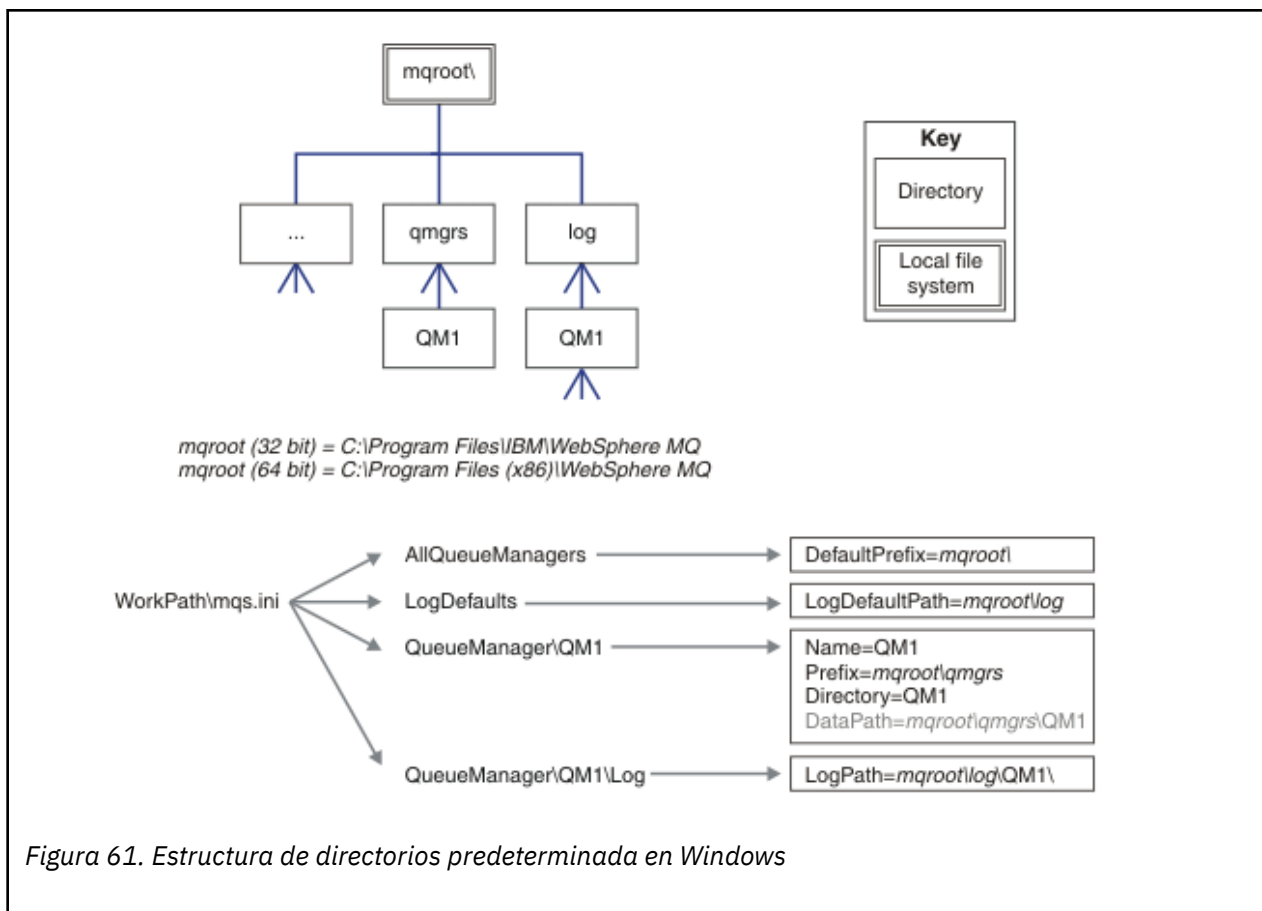 mqroot\
Key
Directory
Local file
system
... qmgrs log
QM1 QM1
mqroot (32 bit) = C:\Program Files\IBM\WebSphere MQ
mqroot (64 bit) = C:\Program Files (x86)\WebSphere MQ
WorkPath\mqs.ini
AllQueueManagers
DefaultPrefix=mqroot\
LogDefaults
LogDefaultPath=mqroot\log
QueueManager\QM1
Name=QM1
Prefix=mqroot\qmgrs
Directory=QM1
DataPath=mqroot\qmgrs\QM1
QueueManager\QM1\Log
LogPath=mqroot\log\QM1\
Figura 61. Estructura de directorios predeterminada en Windows